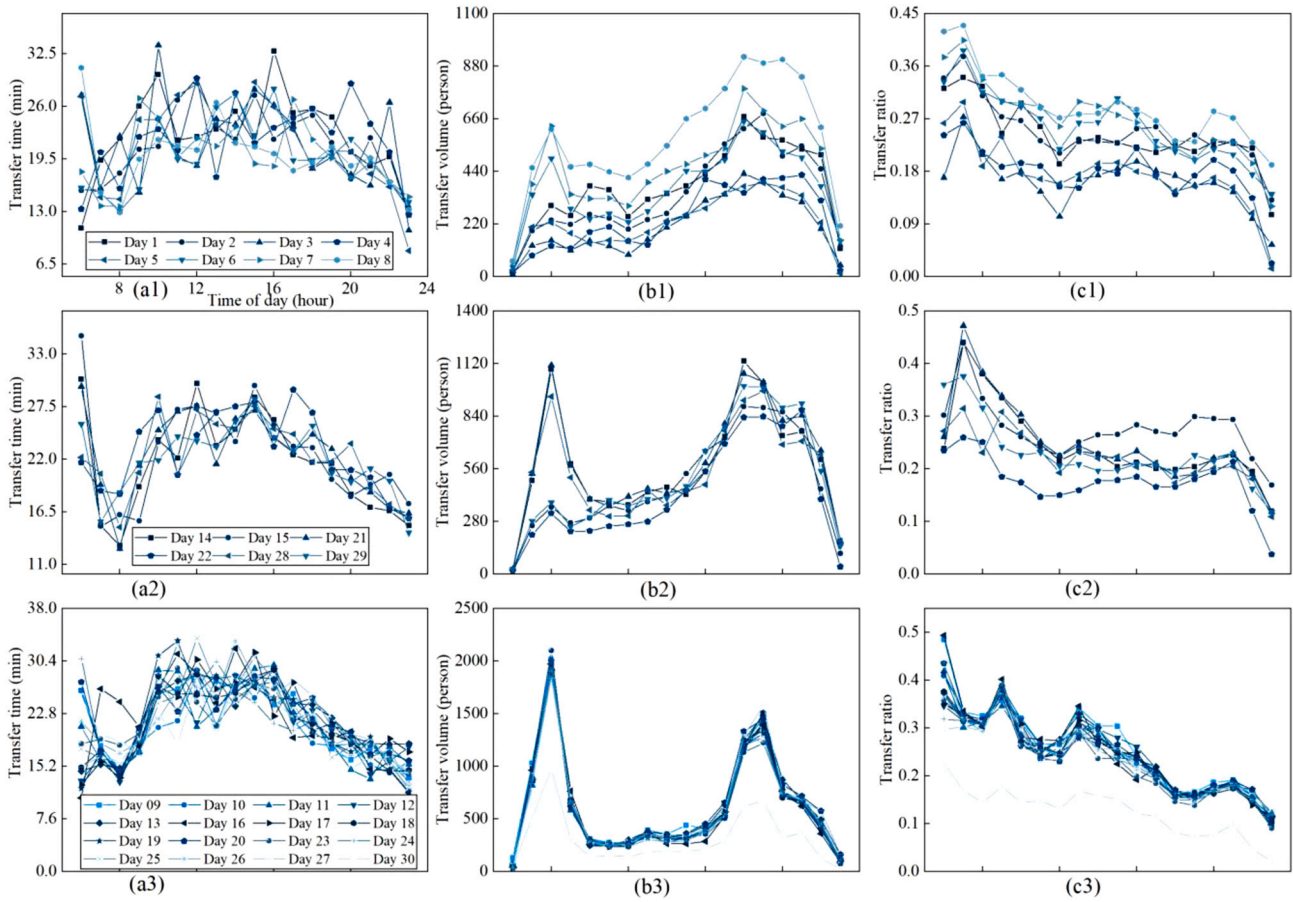 Transfer time (min)
32.5
26.0
19.5
13.0
6.5
Day 1 Day 2 Day 3 Day 4
Day 5 Day 6 Day 7 Day 8
8 12 16 20 24
Time of day (hour)
(a1)
Transfer volume (person)
1100
880
660
440
220
0
(b1)
Transfer ratio
0.45
0.36
0.27
0.18
0.09
0.00
(c1)
Transfer time (min)
33.0
27.5
22.0
16.5
11.0
Day 14 Day 15 Day 21
Day 22 Day 28 Day 29
(a2)
Transfer volume (person)
1400
1120
840
560
280
0
(b2)
Transfer ratio
0.5
0.4
0.3
0.2
0.1
0.0
(c2)
Transfer time (min)
38.0
30.4
22.8
15.2
7.6
0.0
Day 09 Day 10 Day 11 Day 12
Day 13 Day 16 Day 17 Day 18
Day 19 Day 20 Day 23 Day 24
Day 25 Day 26 Day 27 Day 30
(a3)
Transfer volume (person)
2500
2000
1500
1000
500
0
(b3)
Transfer ratio
0.5
0.4
0.3
0.2
0.1
0.0
(c3)